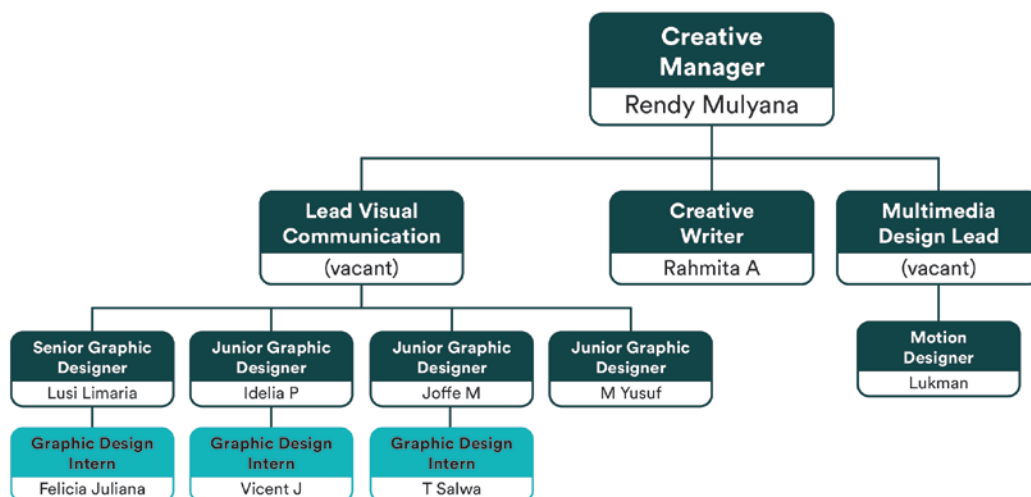 Creative
Manager
Rendy Mulyana
Lead Visual
Communication
(vacant)
Creative
Writer
Rahmita A
Multimedia
Design Lead
(vacant)
Senior Graphic
Designer
Lusi Limaria
Junior Graphic
Designer
Idelia P
Junior Graphic
Designer
Joffe M
Junior Graphic
Designer
M Yusuf
Motion
Designer
Lukman
Graphic Design
Intern
Felicia Juliana
Graphic Design
Intern
Vicent J
Graphic Design
Intern
T Salwa